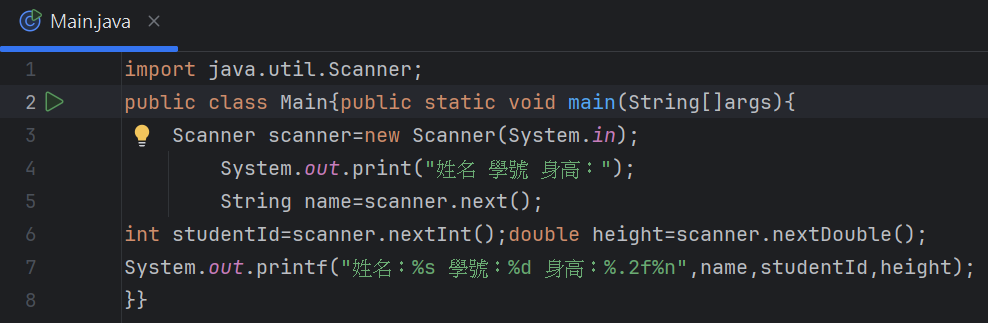 Main.java
1 import java.util.Scanner;
2 public class Main{public static void main(String[]args){
3     Scanner scanner=new Scanner(System.in);
4         System.out.print("姓名 學號 身高：");
5         String name=scanner.next();
6 int studentId=scanner.nextInt();double height=scanner.nextDouble();
7 System.out.printf("姓名：%s 學號：%d 身高：%.2f%n",name,studentId,height);
8 }}